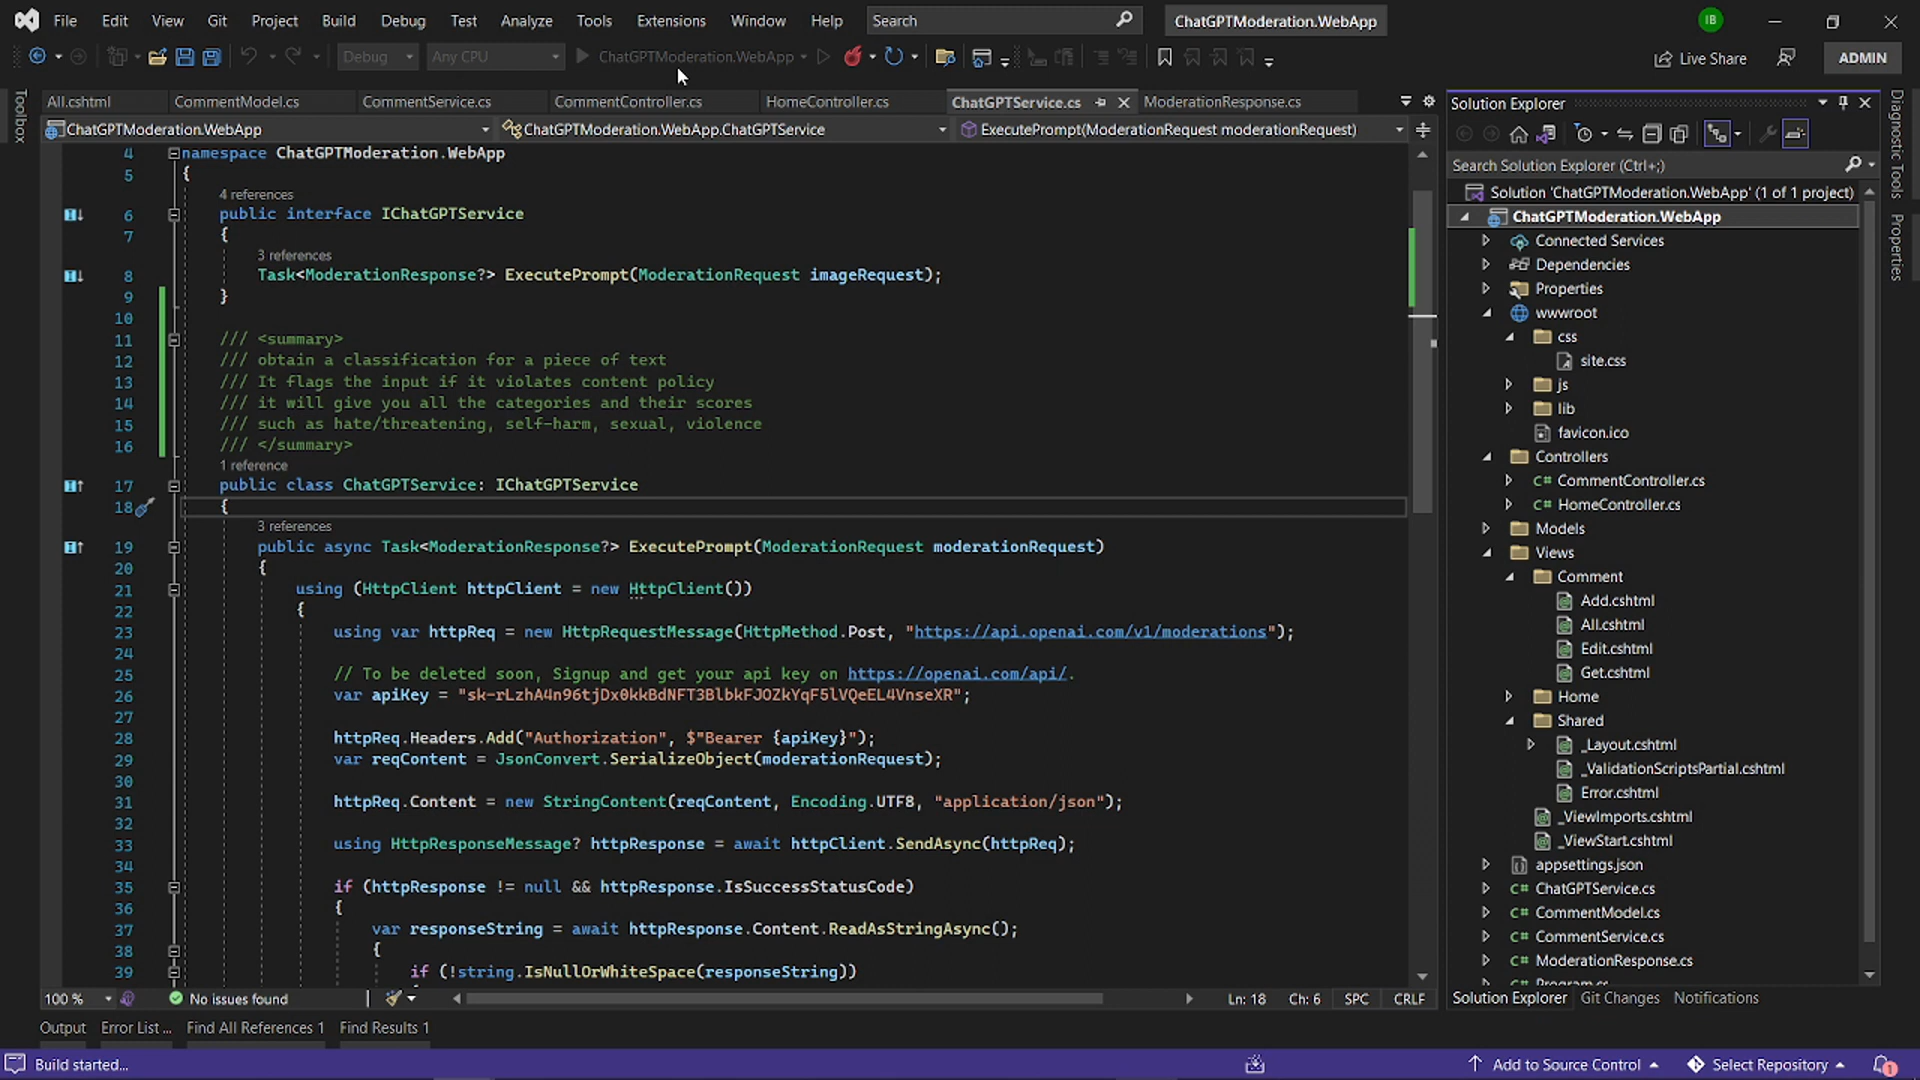 File Edit View Git Project Build Debug Test Analyze Tools Extensions Window Help Search ChatGPTModeration.WebApp IB
Debug Any CPU ChatGPTModeration.WebApp Live Share ADMIN
All.cshtml CommentModel.cs CommentService.cs CommentController.cs HomeController.cs ChatGPTService.cs ModerationResponse.cs
ChatGPTModeration.WebApp ChatGPTModeration.WebApp.ChatGPTService ExecutePrompt(ModerationRequest moderationRequest)
Toolbox
4 namespace ChatGPTModeration.WebApp
5 {
4 references
6 public interface IChatGPTService
7 {
3 references
8 Task<ModerationResponse?> ExecutePrompt(ModerationRequest imageRequest);
9 }
10
11 /// <summary>
12 /// obtain a classification for a piece of text
13 /// It flags the input if it violates content policy
14 /// it will give you all the categories and their scores
15 /// such as hate/threatening, self-harm, sexual, violence
16 /// </summary>
1 reference
17 public class ChatGPTService: IChatGPTService
18 {
3 references
19 public async Task<ModerationResponse?> ExecutePrompt(ModerationRequest moderationRequest)
20 {
21 using (HttpClient httpClient = new HttpClient())
22 {
23 using var httpReq = new HttpRequestMessage(HttpMethod.Post, "https://api.openai.com/v1/moderations");
24
25 // To be deleted soon, Signup and get your api key on https://openai.com/api/.
26 var apiKey = "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";
27
28 httpReq.Headers.Add("Authorization", $"Bearer {apiKey}");
29 var reqContent = JsonConvert.SerializeObject(moderationRequest);
30
31 httpReq.Content = new StringContent(reqContent, Encoding.UTF8, "application/json");
32
33 using HttpResponseMessage? httpResponse = await httpClient.SendAsync(httpReq);
34
35 if (httpResponse != null && httpResponse.IsSuccessStatusCode)
36 {
37 var responseString = await httpResponse.Content.ReadAsStringAsync();
38 {
39 if (!string.IsNullOrWhiteSpace(responseString))
100 % No issues found Ln: 18 Ch: 6 SPC CRLF
Output Error List ... Find All References 1 Find Results 1
Build started...
Solution Explorer
Search Solution Explorer (Ctrl+;)
Solution 'ChatGPTModeration.WebApp' (1 of 1 project)
ChatGPTModeration.WebApp
Connected Services
Dependencies
Properties
wwwroot
css
site.css
js
lib
favicon.ico
Controllers
CommentController.cs
HomeController.cs
Models
Views
Comment
Add.cshtml
All.cshtml
Edit.cshtml
Get.cshtml
Home
Shared
_Layout.cshtml
_ValidationScriptsPartial.cshtml
Error.cshtml
_ViewImports.cshtml
_ViewStart.cshtml
appsettings.json
ChatGPTService.cs
CommentModel.cs
CommentService.cs
ModerationResponse.cs
Program.cs
Solution Explorer Git Changes Notifications
Add to Source Control Select Repository 1
Diagnostic Tools
Properties